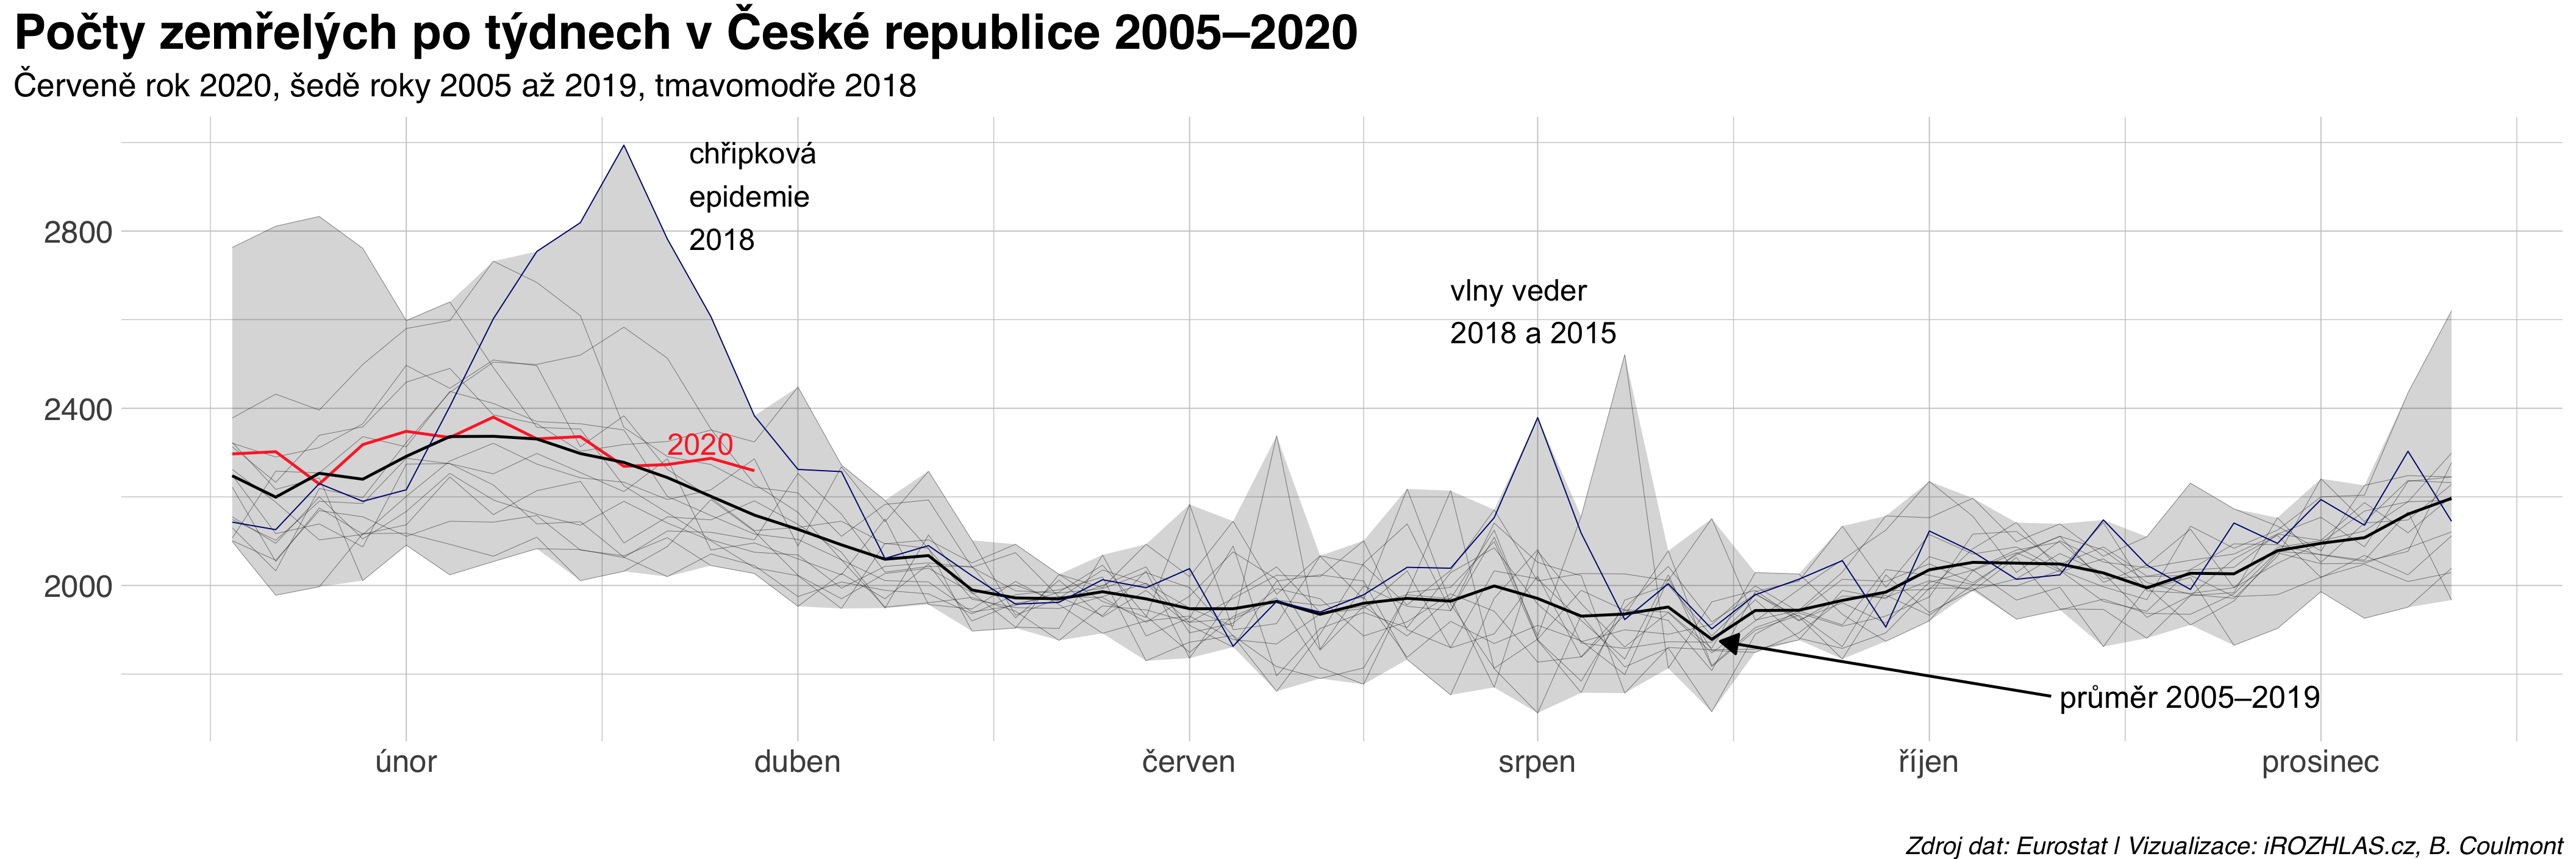 Počty zemřelých po týdnech v České republice 2005–2020
Červeně rok 2020, šedě roky 2005 až 2019, tmavomodře 2018
chřipková
epidemie
2018
2800
vlny veder
2018 a 2015
2400
2020
2000
průměr 2005–2019
únor
duben
červen
srpen
říjen
prosinec
Zdroj dat: Eurostat | Vizualizace: iROZHLAS.cz, B. Coulmont